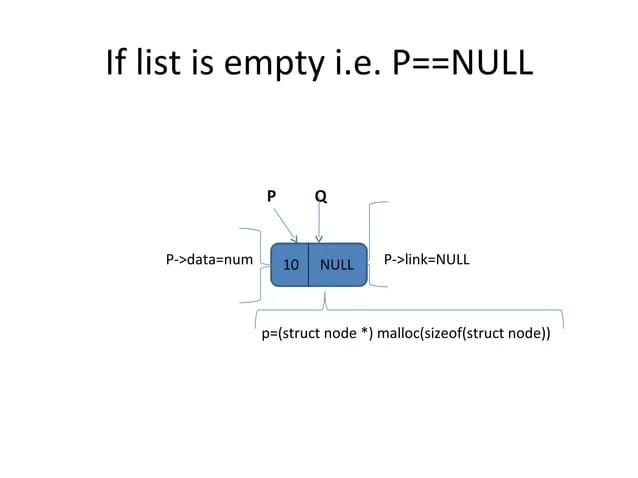 If list is empty i.e. P==NULL
P Q
P->data=num 10 NULL P->link=NULL
p=(struct node *) malloc(sizeof(struct node))